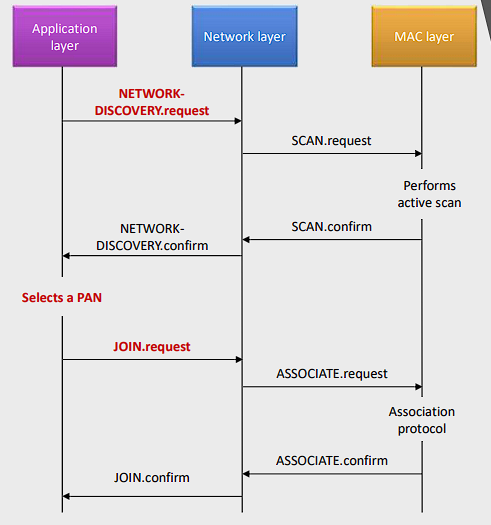 Application
layer
Network layer
MAC layer
NETWORK-
DISCOVERY.request
SCAN.request
Performs
active scan
NETWORK-
DISCOVERY.confirm
SCAN.confirm
Selects a PAN
JOIN.request
ASSOCIATE.request
Association
protocol
ASSOCIATE.confirm
JOIN.confirm